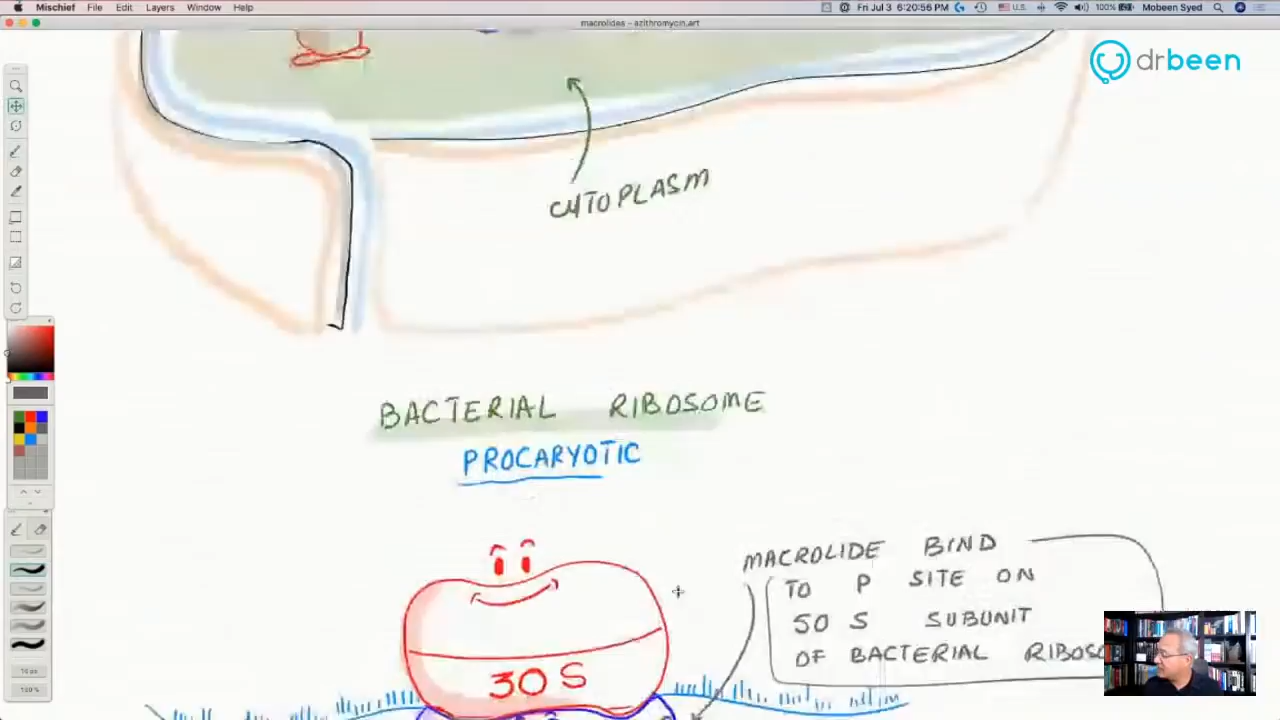 Mischief File Edit Layers Window Help
U.S. 100% Fri Jul 3 6:20:56 PM Mobeen Syed
macrolides - azithromycin.art
drbeen
CYTOPLASM
BACTERIAL RIBOSOME
PROCARYOTIC
MACROLIDE BIND
TO P SITE ON
50 S SUBUNIT
OF BACTERIAL RIBOSO
30 S